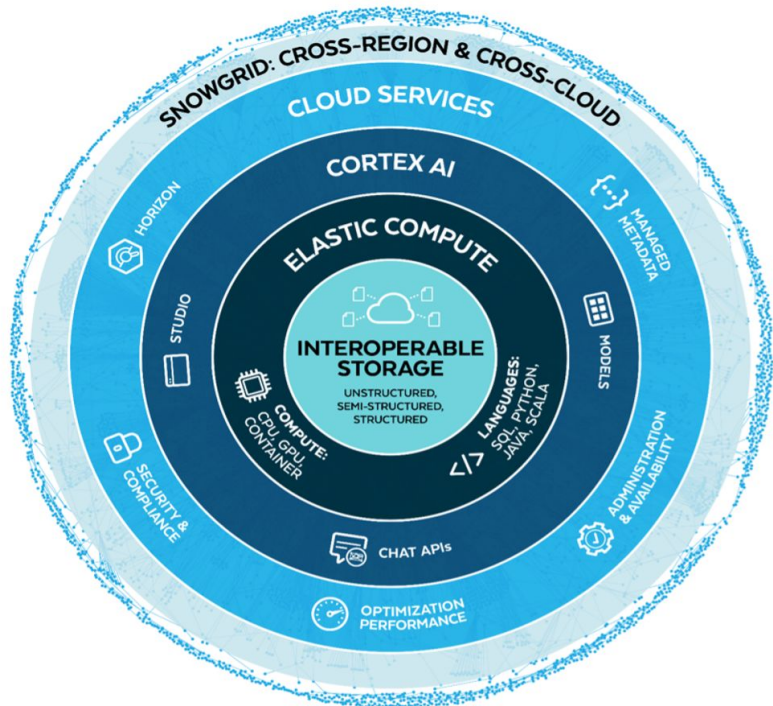 SNOWGRID: CROSS-REGION & CROSS-CLOUD
CLOUD SERVICES
HORIZON
MANAGED
METADATA
SECURITY &
COMPLIANCE
ADMINISTRATION
& AVAILABILITY
OPTIMIZATION
PERFORMANCE
CORTEX AI
STUDIO
MODELS
CHAT APIs
ELASTIC COMPUTE
COMPUTE:
CPU, GPU,
CONTAINER
LANGUAGES:
SQL, PYTHON,
JAVA, SCALA
</>
INTEROPERABLE
STORAGE
UNSTRUCTURED,
SEMI-STRUCTURED,
STRUCTURED